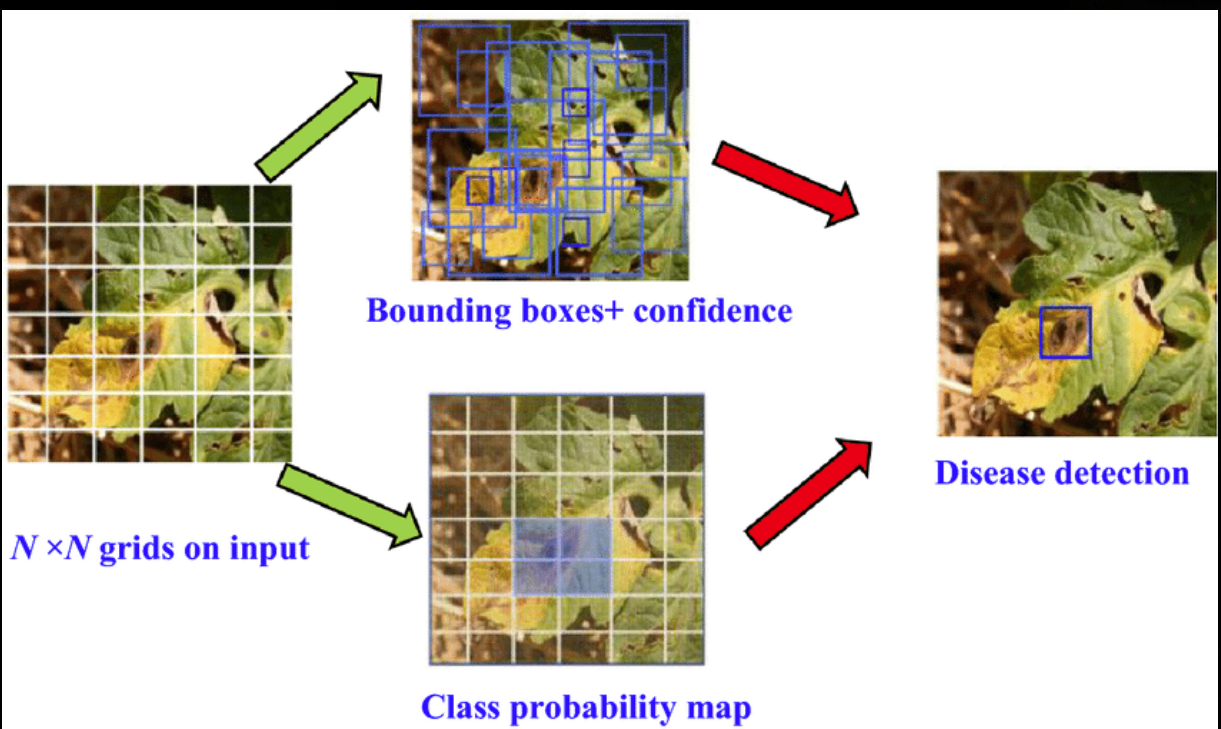 Bounding boxes+ confidence
Disease detection
N ×N grids on input
Class probability map